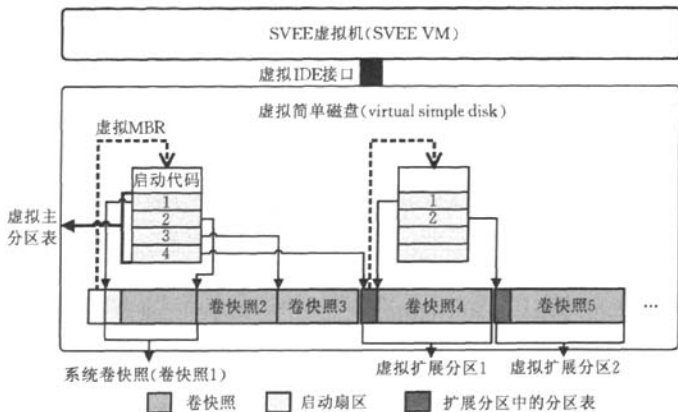 SVEE虚拟机(SVEE VM)
虚拟IDE接口
虚拟简单磁盘(virtual simple disk)
虚拟MBR
启动代码
1
2
3
4
1
2
虚拟主
分区表
卷快照2
卷快照3
卷快照4
卷快照5
...
系统卷快照(卷快照1)
虚拟扩展分区1
虚拟扩展分区2
卷快照
启动扇区
扩展分区中的分区表